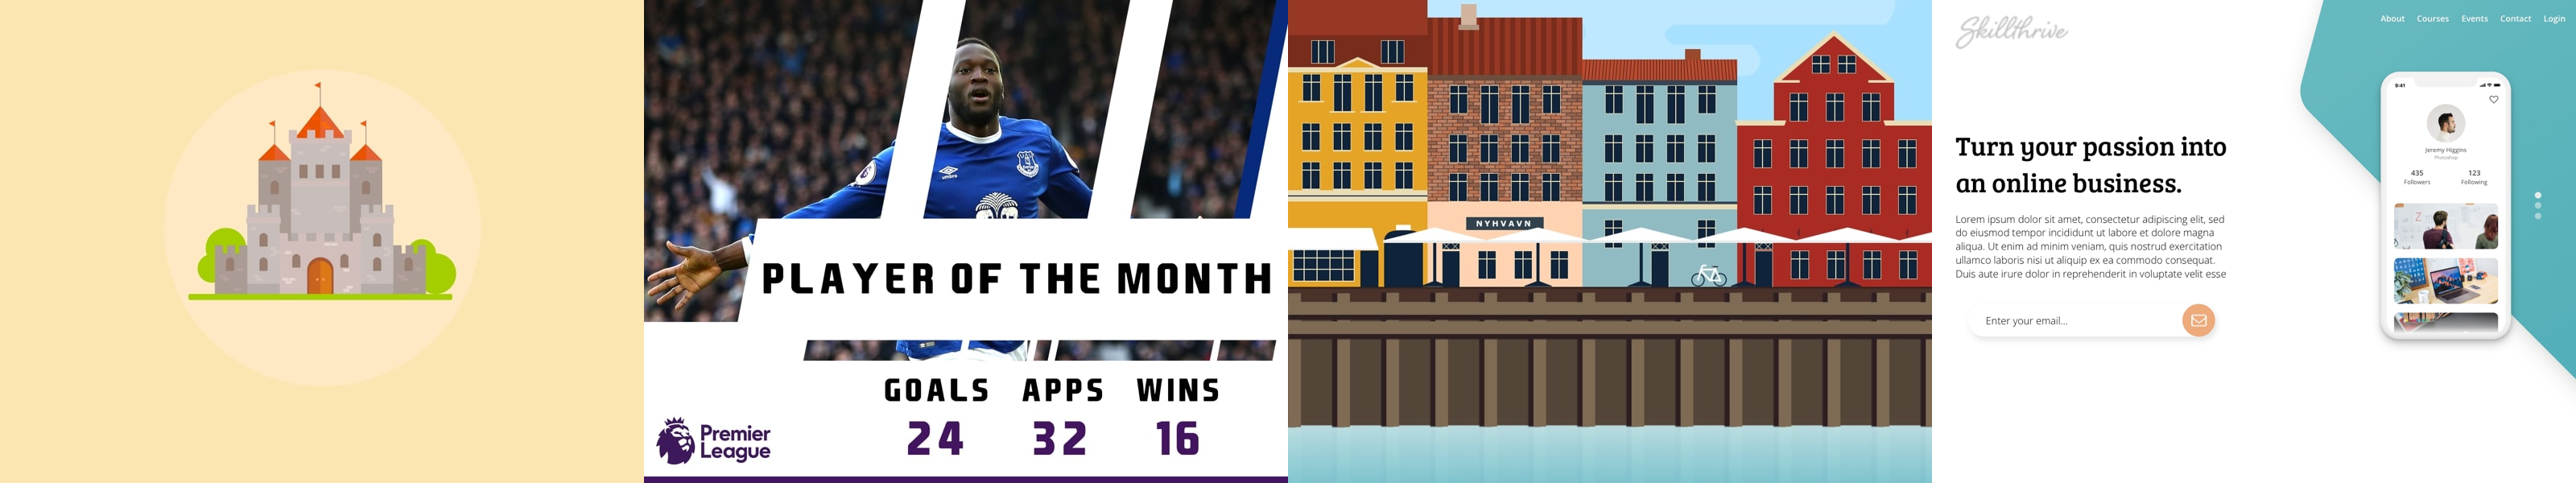 PLAYER OF THE MONTH
GOALS APPS WINS
24 32 16
Premier
League
umbro
NYHVAVN
Skillthrive
About Courses Events Contact Login
Turn your passion into
an online business.
Lorem ipsum dolor sit amet, consectetur adipiscing elit, sed
do eiusmod tempor incididunt ut labore et dolore magna
aliqua. Ut enim ad minim veniam, quis nostrud exercitation
ullamco laboris nisi ut aliquip ex ea commodo consequat.
Duis aute irure dolor in reprehenderit in voluptate velit esse
Enter your email...
9:41
Jeremy Higgins
Photoshop
435 123
Followers Following